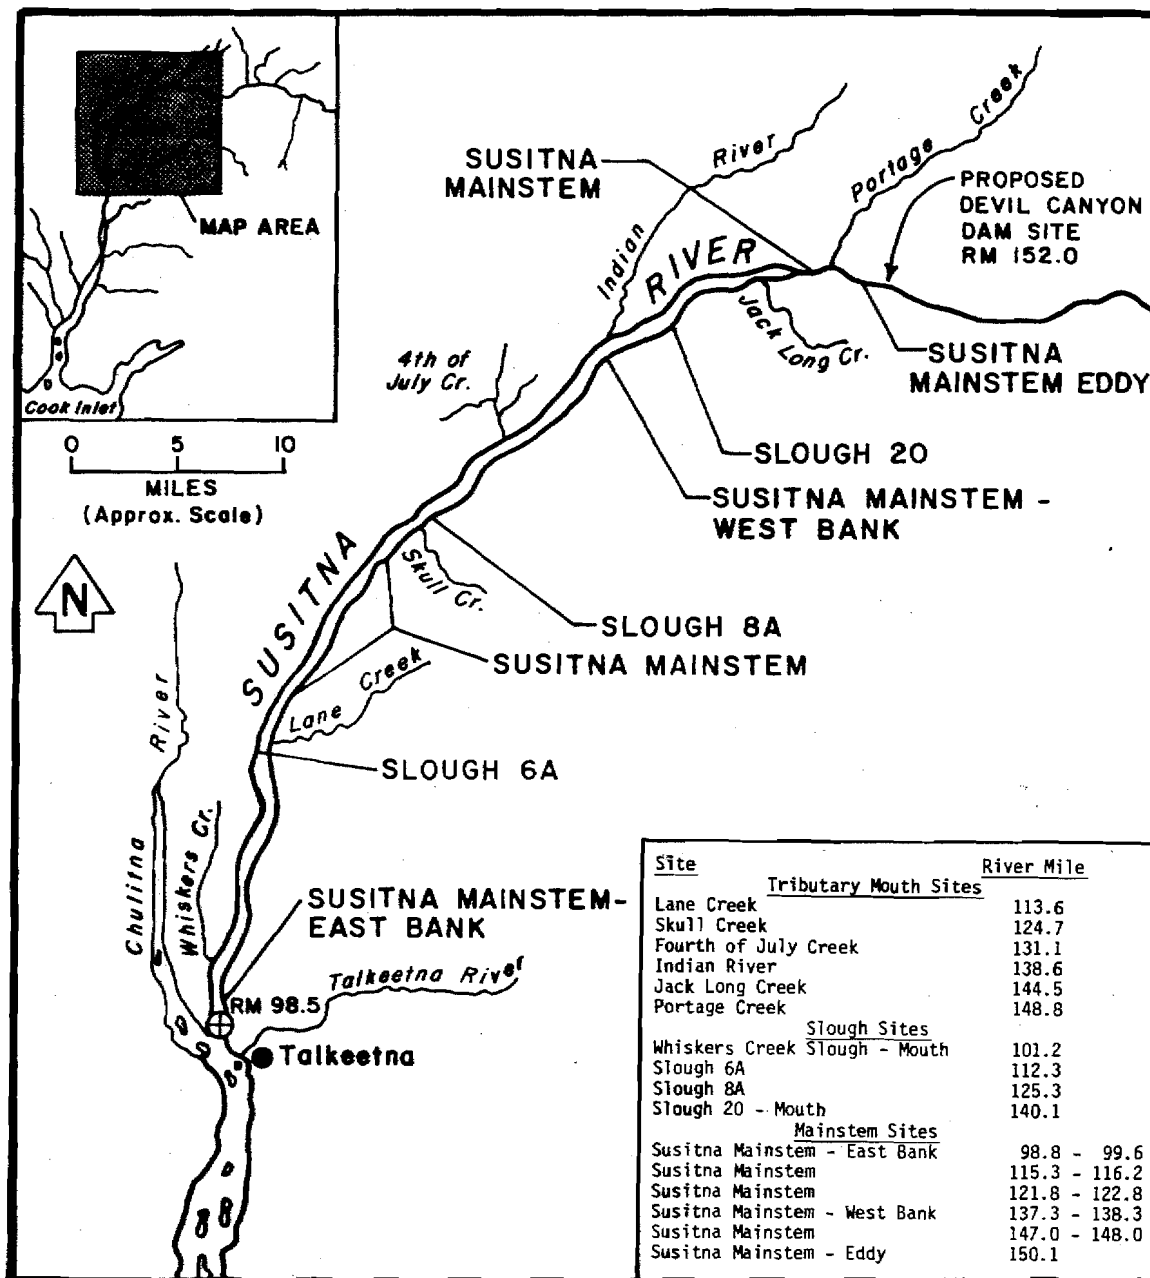 MAP AREA
Cook Inlet
0 5 10
MILES
(Approx. Scale)
N
SUSITNA
MAINSTEM
Indian River
Portage Creek
PROPOSED
DEVIL CANYON
DAM SITE
RM 152.0
SUSITNA RIVER
Jack Long Cr.
SUSITNA
MAINSTEM EDDY
4th of
July Cr.
SLOUGH 20
SUSITNA MAINSTEM -
WEST BANK
Skull Cr.
SLOUGH 8A
SUSITNA MAINSTEM
Lane Creek
SLOUGH 6A
Chulitna River
Whiskers Cr.
SUSITNA MAINSTEM-
EAST BANK
Talkeetna River
RM 98.5
Talkeetna
Site River Mile
Tributary Mouth Sites
Lane Creek 113.6
Skull Creek 124.7
Fourth of July Creek 131.1
Indian River 138.6
Jack Long Creek 144.5
Portage Creek 148.8
Slough Sites
Whiskers Creek Slough - Mouth 101.2
Slough 6A 112.3
Slough 8A 125.3
Slough 20 - Mouth 140.1
Mainstem Sites
Susitna Mainstem - East Bank 98.8 - 99.6
Susitna Mainstem 115.3 - 116.2
Susitna Mainstem 121.8 - 122.8
Susitna Mainstem - West Bank 137.3 - 138.3
Susitna Mainstem 147.0 - 148.0
Susitna Mainstem - Eddy 150.1